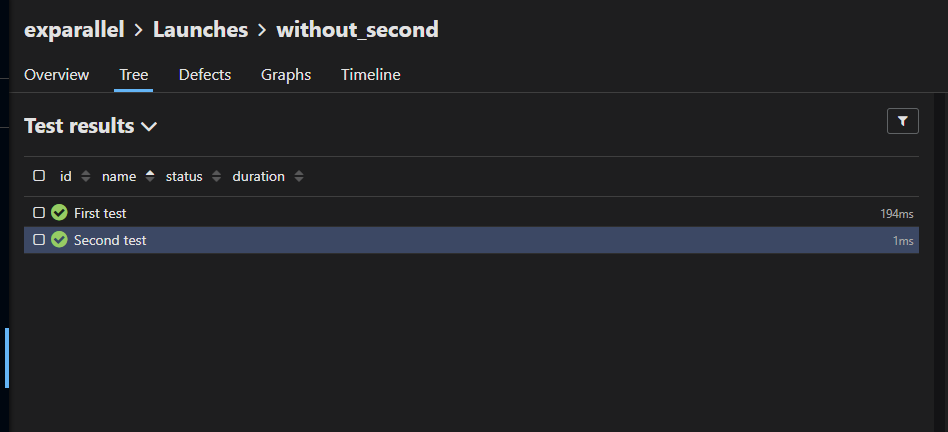 exparallel > Launches > without_second
Overview Tree Defects Graphs Timeline
Test results
id name status duration
First test 194ms
Second test 1ms